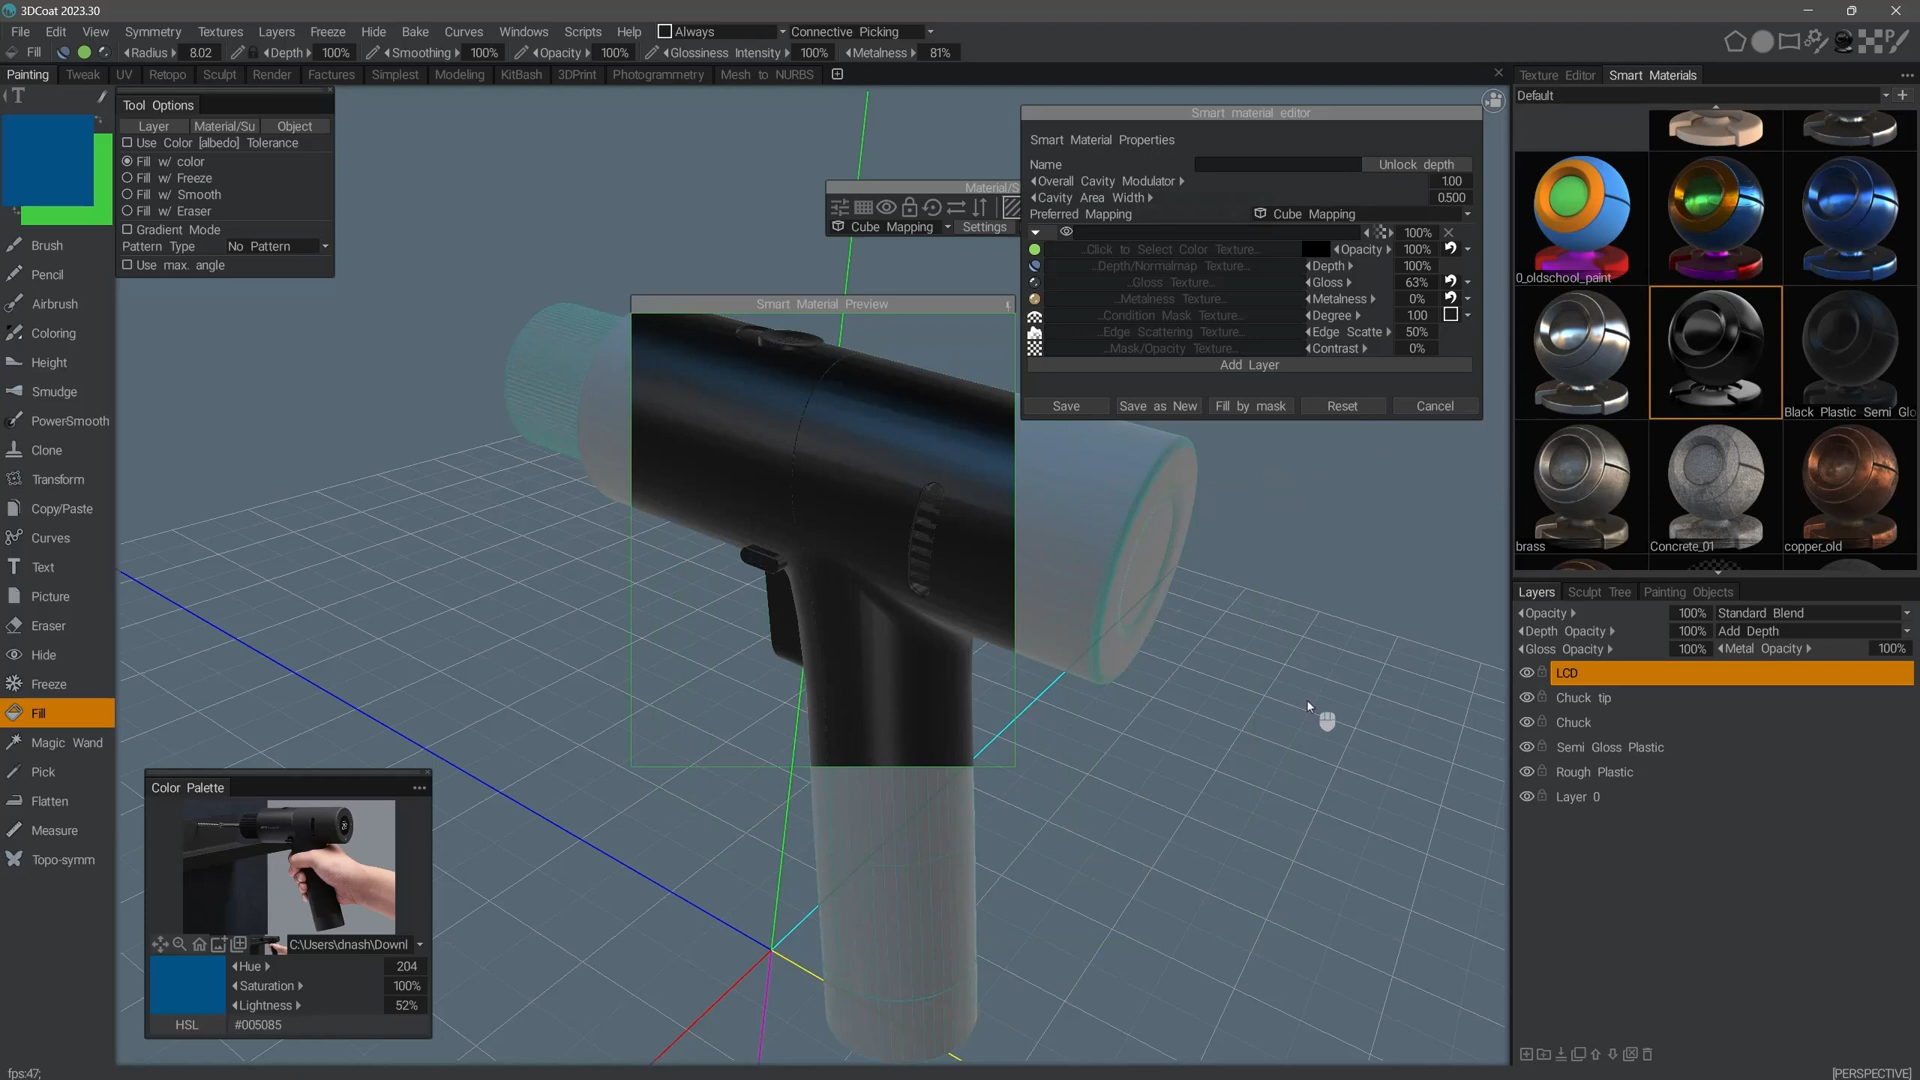 3DCoat 2023.30
File Edit View Symmetry Textures Layers Freeze Hide Bake Curves Windows Scripts Help Always Connective Picking
Fill Radius 8.02 Depth 100% Smoothing 100% Opacity 100% Glossiness Intensity 100% Metalness 81%
Painting Tweak UV Retopo Sculpt Render Factures Simplest Modeling KitBash 3DPrint Photogrammetry Mesh to NURBS
Texture Editor Smart Materials
Default
Tool Options
Layer Material/Su Object
Use Color [albedo] Tolerance
Fill w/ color
Fill w/ Freeze
Fill w/ Smooth
Fill w/ Eraser
Gradient Mode
Pattern Type No Pattern
Use max. angle
Brush
Pencil
Airbrush
Coloring
Height
Smudge
PowerSmooth
Clone
Transform
Copy/Paste
Curves
Text
Picture
Eraser
Hide
Freeze
Fill
Magic Wand
Pick
Flatten
Measure
Topo-symm
Material/S
Cube Mapping Settings
Smart material editor
Smart Material Properties
Name Unlock depth
Overall Cavity Modulator 1.00
Cavity Area Width 0.500
Preferred Mapping Cube Mapping
100%
..Click to Select Color Texture... Opacity 100%
..Depth/Normalmap Texture... Depth 100%
..Gloss Texture... Gloss 63%
..Metalness Texture... Metalness 0%
..Condition Mask Texture... Degree 1.00
..Edge Scattering Texture... Edge Scatte 50%
..Mask/Opacity Texture... Contrast 0%
Add Layer
Save Save as New Fill by mask Reset Cancel
Smart Material Preview
0_oldschool_paint
Black Plastic Semi Glo
brass Concrete_01 copper_old
Layers Sculpt Tree Painting Objects
Opacity 100% Standard Blend
Depth Opacity 100% Add Depth
Gloss Opacity 100% Metal Opacity 100%
LCD
Chuck tip
Chuck
Semi Gloss Plastic
Rough Plastic
Layer 0
Color Palette
C:\Users\dnash\Downl
Hue 204
Saturation 100%
Lightness 52%
HSL #005085
fps:47;
[PERSPECTIVE]